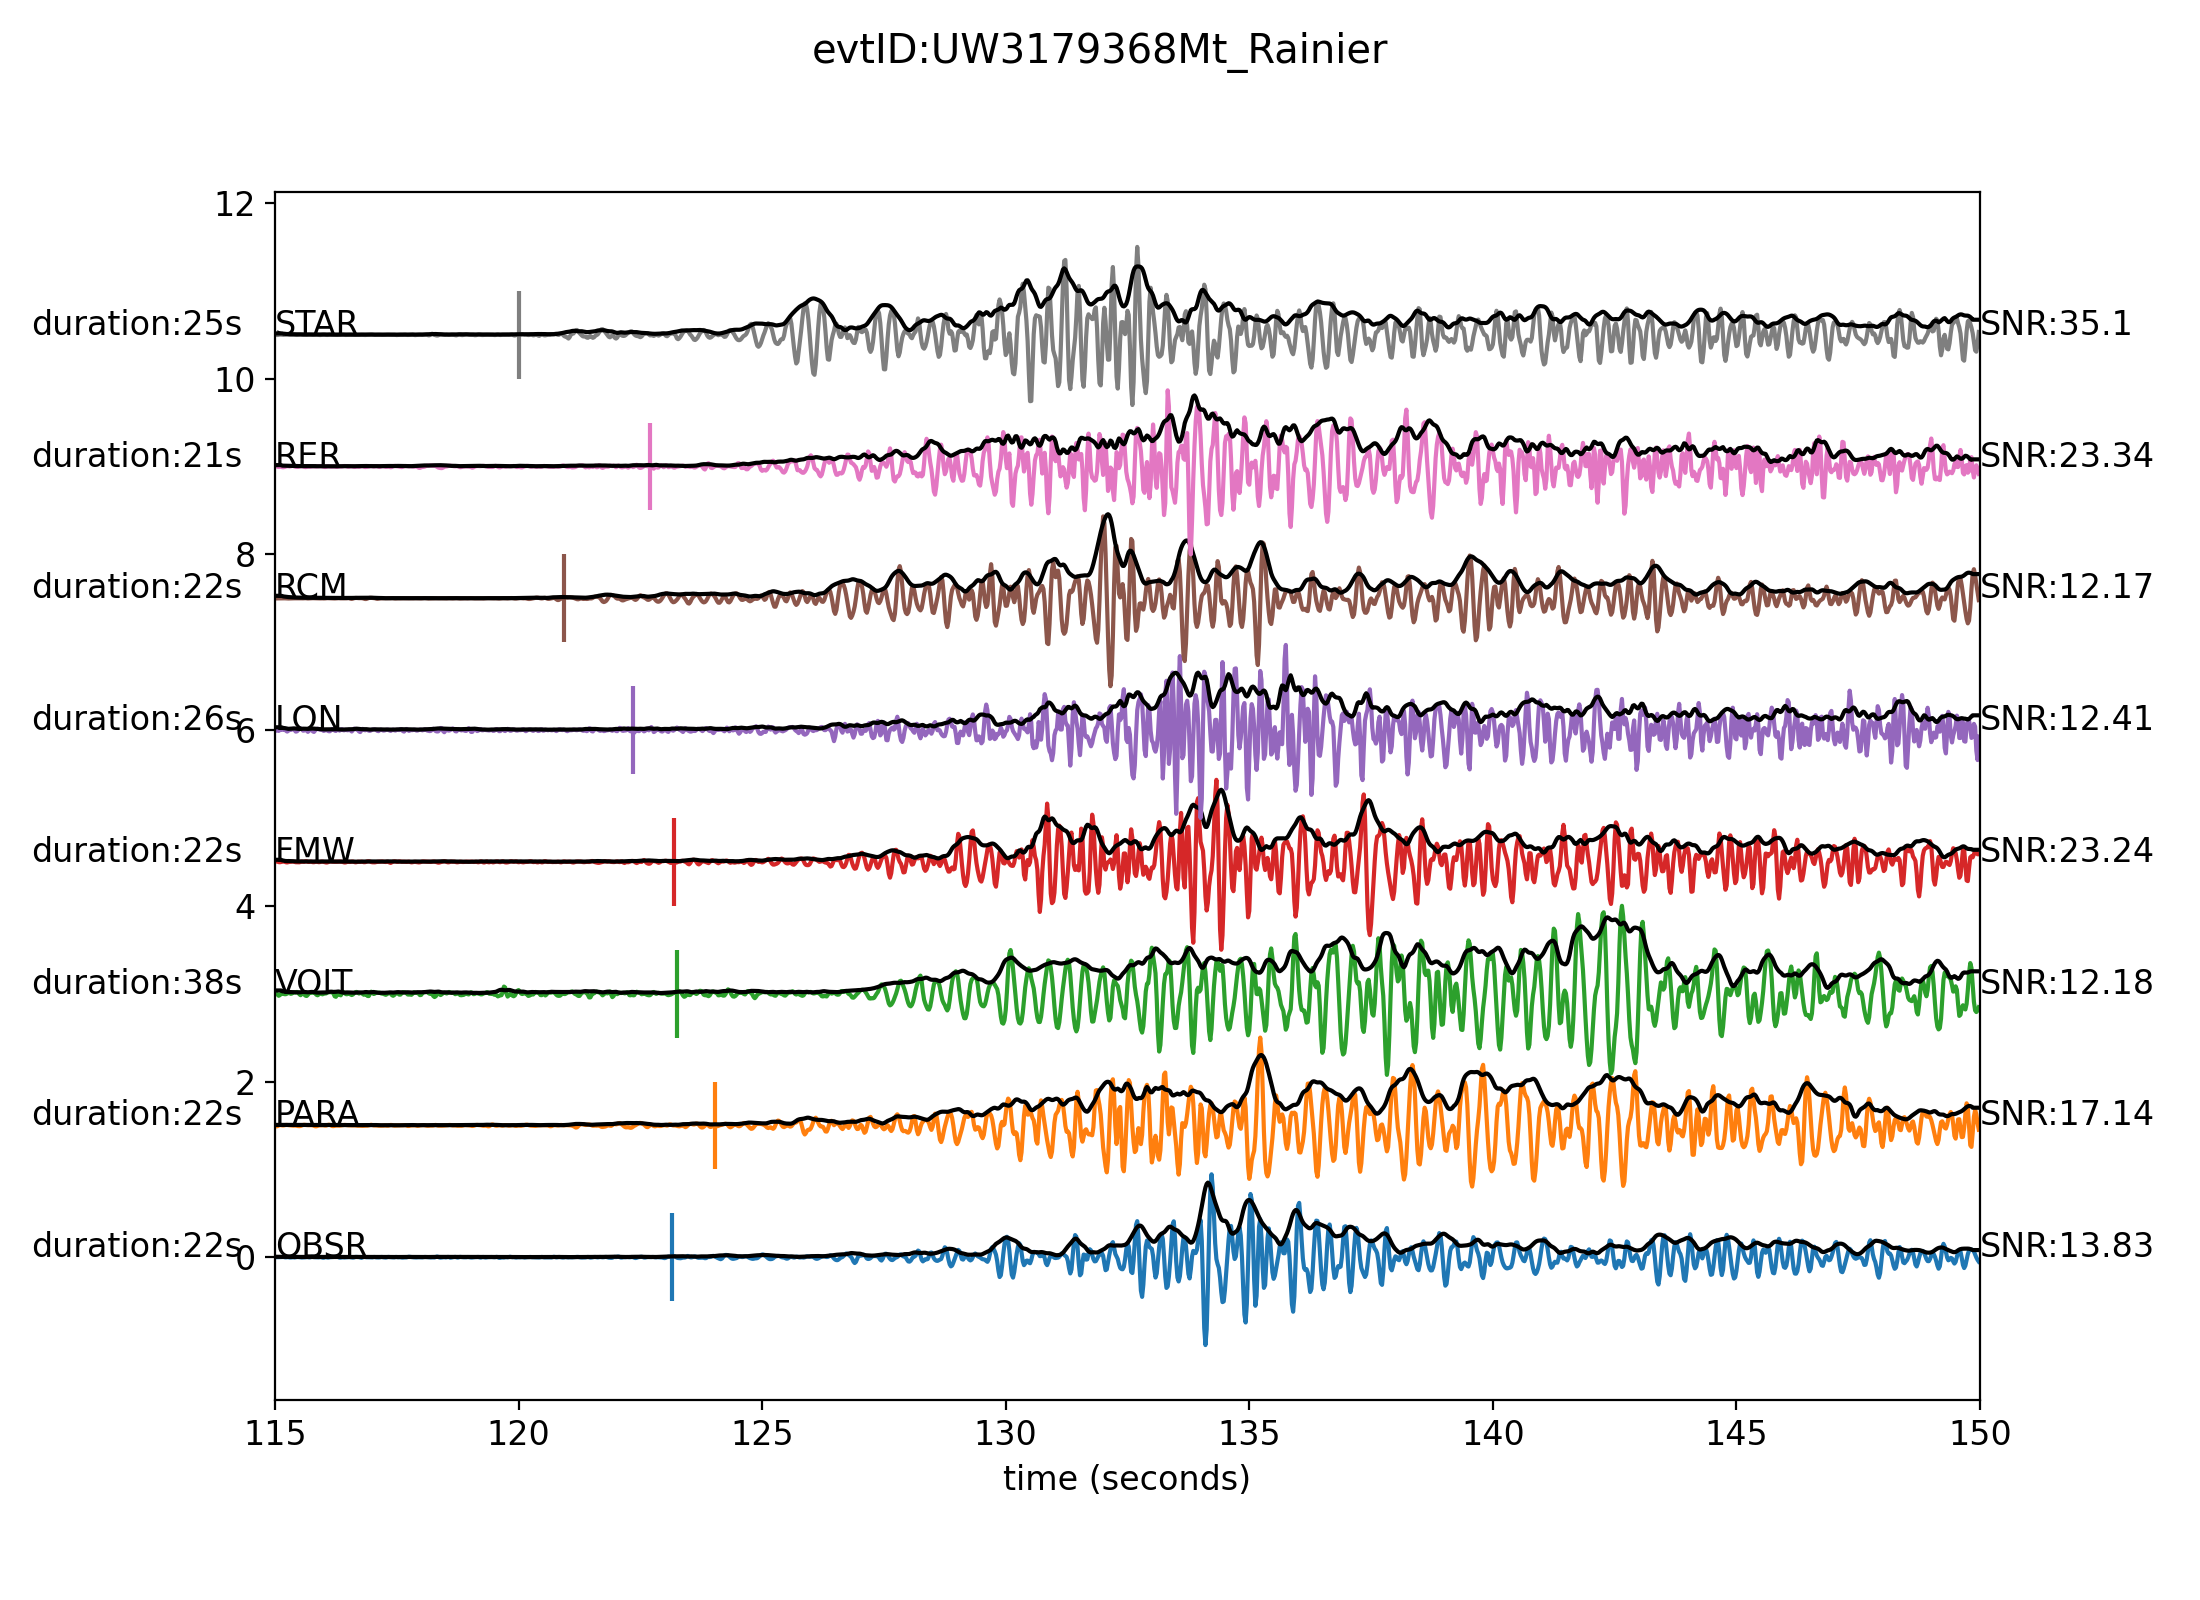 evtID:UW3179368Mt_Rainier
12
duration:25s STAR SNR:35.1
10
duration:21s RER SNR:23.34
8
duration:22s RCM SNR:12.17
duration:26s LON SNR:12.41
6
duration:22s FMW SNR:23.24
4
duration:38s VOIT SNR:12.18
2
duration:22s PARA SNR:17.14
duration:22s OBSR SNR:13.83
0
115 120 125 130 135 140 145 150
time (seconds)